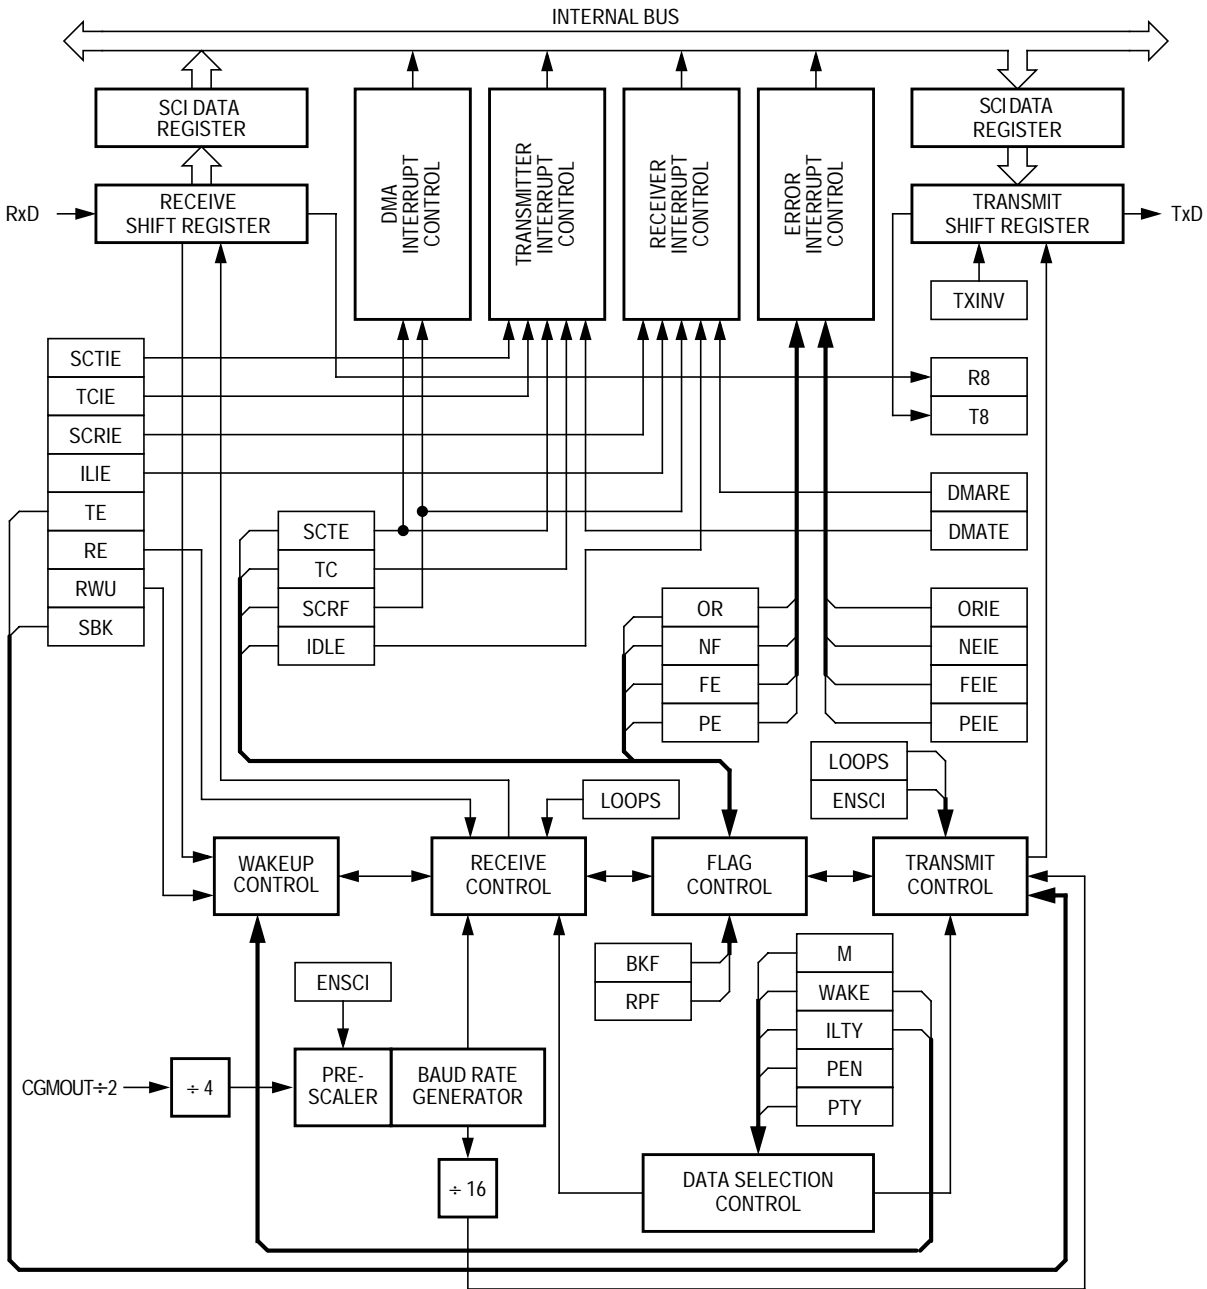 INTERNAL BUS
SCI DATA
REGISTER
RECEIVE
SHIFT REGISTER
RxD
DMA
INTERRUPT
CONTROL
TRANSMITTER
INTERRUPT
CONTROL
RECEIVER
INTERRUPT
CONTROL
ERROR
INTERRUPT
CONTROL
SCI DATA
REGISTER
TRANSMIT
SHIFT REGISTER
TxD
TXINV
SCTIE
TCIE
SCRIE
ILIE
TE
RE
RWU
SBK
R8
T8
DMARE
DMATE
SCTE
TC
SCRF
IDLE
OR
NF
FE
PE
ORIE
NEIE
FEIE
PEIE
LOOPS
LOOPS
ENSCI
WAKEUP
CONTROL
RECEIVE
CONTROL
FLAG
CONTROL
TRANSMIT
CONTROL
BKF
RPF
M
WAKE
ILTY
PEN
PTY
ENSCI
CGMOUT÷2
÷ 4
PRE-
SCALER
BAUD RATE
GENERATOR
÷ 16
DATA SELECTION
CONTROL